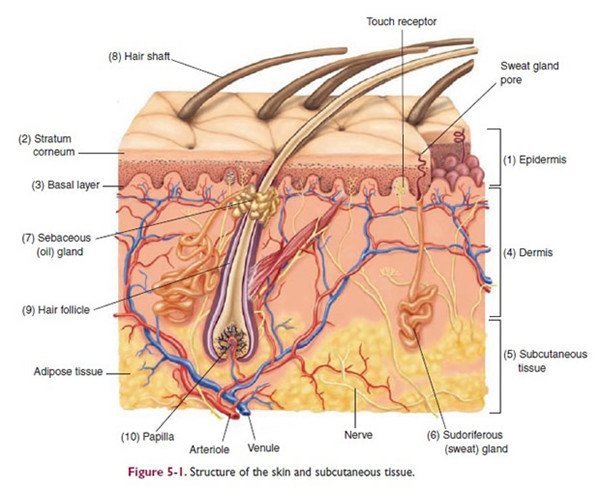 Touch receptor
(8) Hair shaft
Sweat gland
pore
(2) Stratum
corneum
(1) Epidermis
(3) Basal layer
(7) Sebaceous
(oil) gland
(4) Dermis
(9) Hair follicle
(5) Subcutaneous
tissue
Adipose tissue
(10) Papilla
Arteriole
Venule
Nerve
(6) Sudoriferous
(sweat) gland
Figure 5-1. Structure of the skin and subcutaneous tissue.